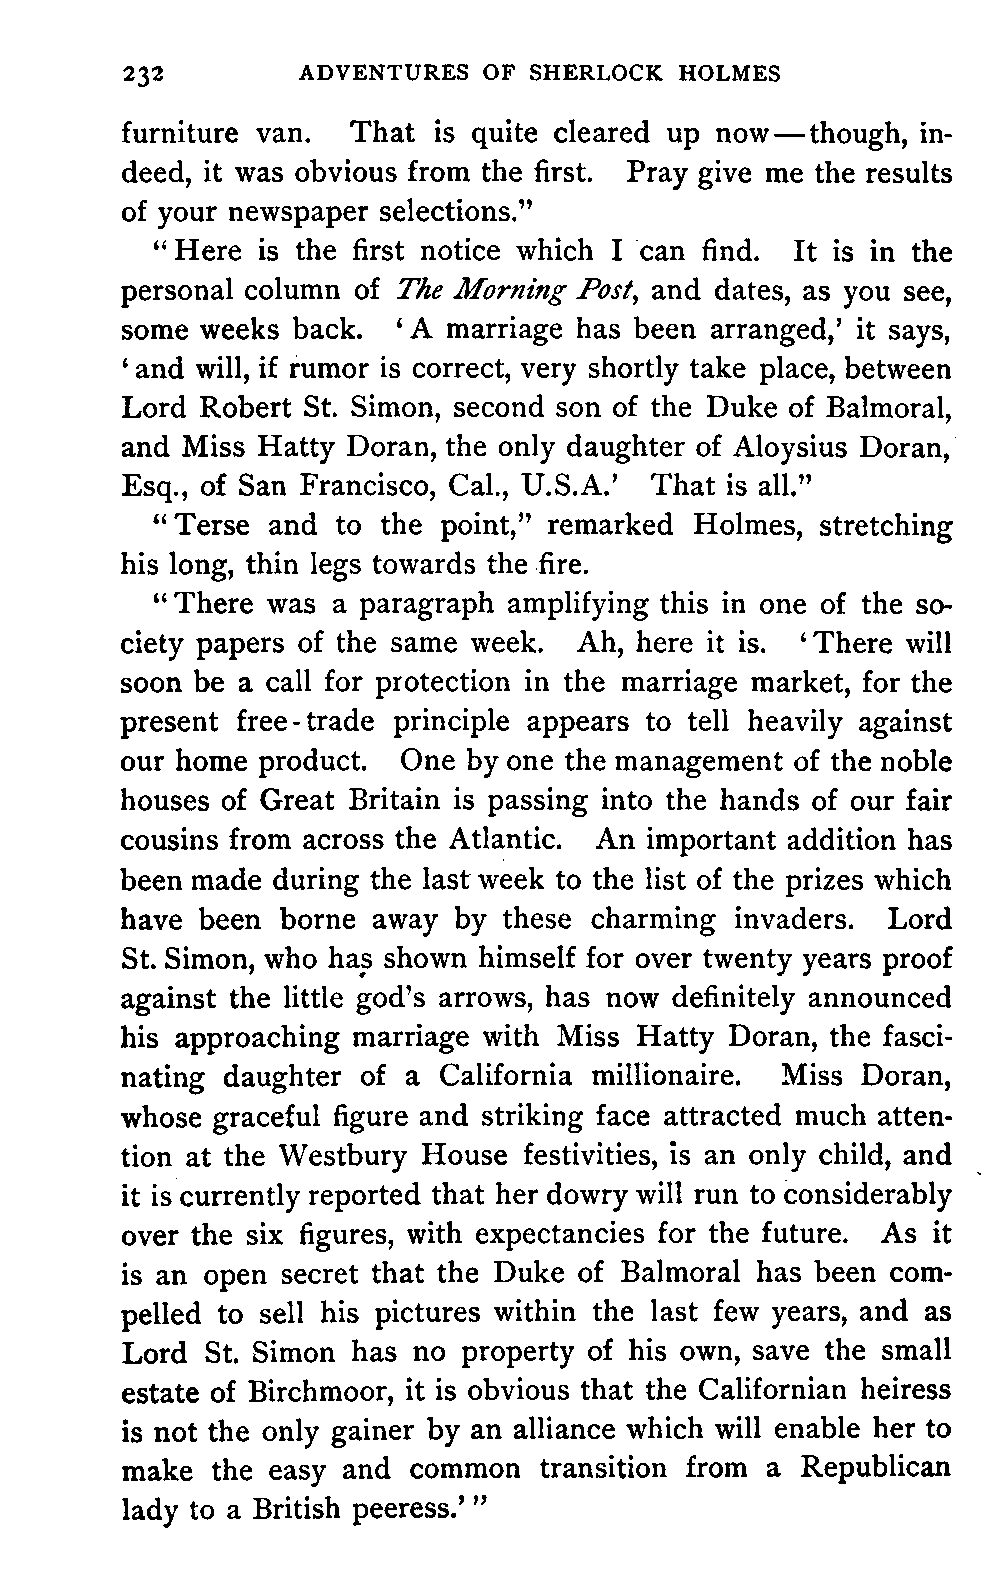 232 ADVENTURES OF SHERLOCK HOLMES
furniture van. That is quite cleared up now—though, in-
deed, it was obvious from the first. Pray give me the results
of your newspaper selections.”
“Here is the first notice which I can find. It is in the
personal column of The Morning Post, and dates, as you see,
some weeks back. ‘A marriage has been arranged,’ it says,
‘and will, if rumor is correct, very shortly take place, between
Lord Robert St. Simon, second son of the Duke of Balmoral,
and Miss Hatty Doran, the only daughter of Aloysius Doran,
Esq., of San Francisco, Cal., U.S.A.’ That is all.”
“Terse and to the point,” remarked Holmes, stretching
his long, thin legs towards the fire.
“There was a paragraph amplifying this in one of the so-
ciety papers of the same week. Ah, here it is. ‘There will
soon be a call for protection in the marriage market, for the
present free-trade principle appears to tell heavily against
our home product. One by one the management of the noble
houses of Great Britain is passing into the hands of our fair
cousins from across the Atlantic. An important addition has
been made during the last week to the list of the prizes which
have been borne away by these charming invaders. Lord
St. Simon, who has shown himself for over twenty years proof
against the little god’s arrows, has now definitely announced
his approaching marriage with Miss Hatty Doran, the fasci-
nating daughter of a California millionaire. Miss Doran,
whose graceful figure and striking face attracted much atten-
tion at the Westbury House festivities, is an only child, and
it is currently reported that her dowry will run to considerably
over the six figures, with expectancies for the future. As it
is an open secret that the Duke of Balmoral has been com-
pelled to sell his pictures within the last few years, and as
Lord St. Simon has no property of his own, save the small
estate of Birchmoor, it is obvious that the Californian heiress
is not the only gainer by an alliance which will enable her to
make the easy and common transition from a Republican
lady to a British peeress.’”